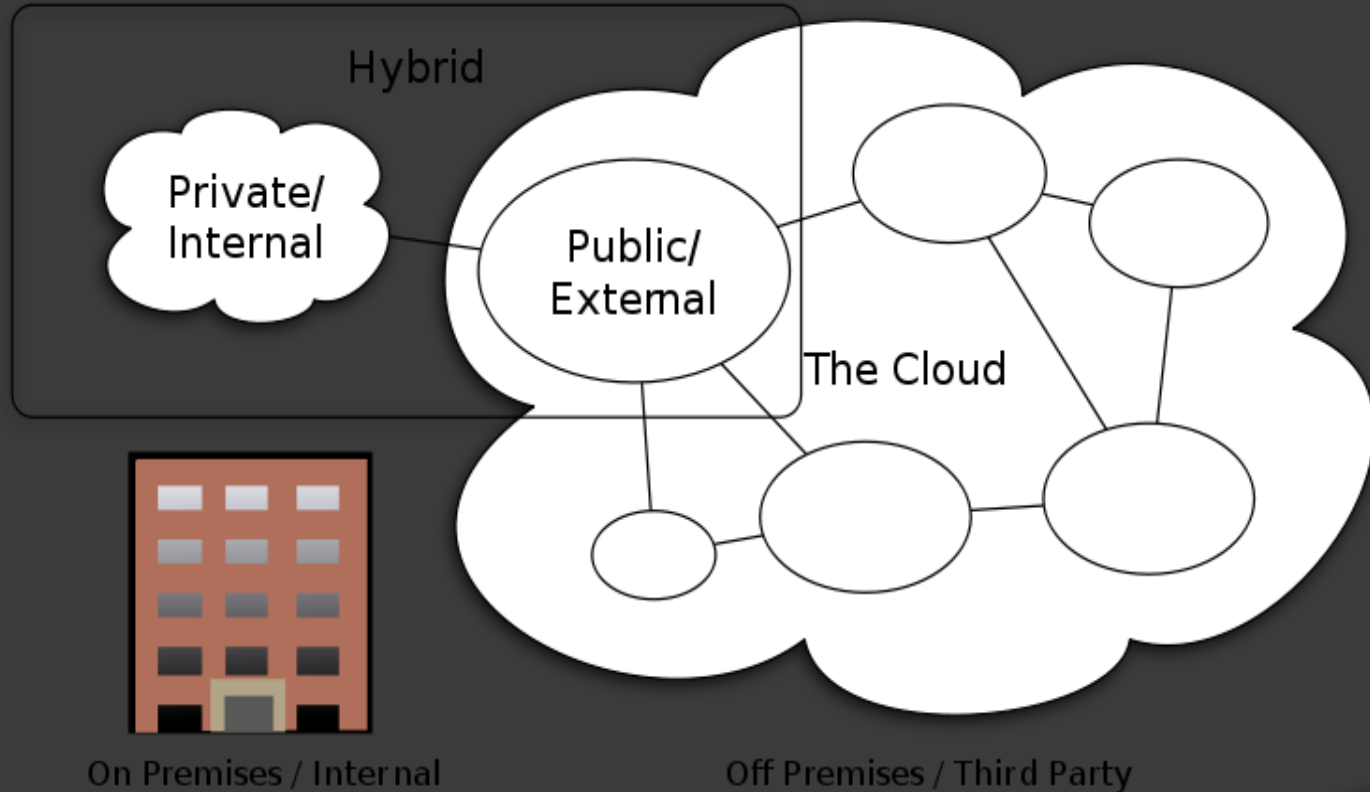 Hybrid
Private/
Internal
Public/
External
The Cloud
On Premises / Internal
Off Premises / Third Party